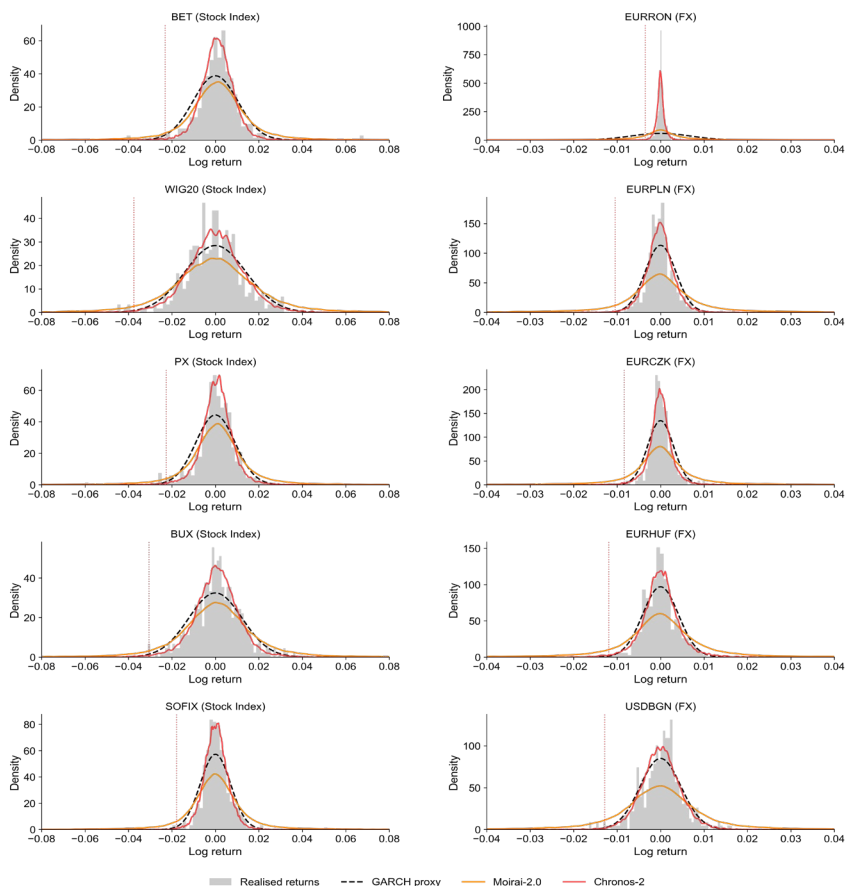 BET (Stock Index)
60
40
20
0
Density
−0.08 −0.06 −0.04 −0.02 0.00 0.02 0.04 0.06 0.08
Log return
EURRON (FX)
1000
750
500
250
0
Density
−0.04 −0.03 −0.02 −0.01 0.00 0.01 0.02 0.03 0.04
Log return
WIG20 (Stock Index)
40
30
20
10
0
Density
−0.08 −0.06 −0.04 −0.02 0.00 0.02 0.04 0.06 0.08
Log return
EURPLN (FX)
150
100
50
0
Density
−0.04 −0.03 −0.02 −0.01 0.00 0.01 0.02 0.03 0.04
Log return
PX (Stock Index)
60
40
20
0
Density
−0.08 −0.06 −0.04 −0.02 0.00 0.02 0.04 0.06 0.08
Log return
EURCZK (FX)
200
150
100
50
0
Density
−0.04 −0.03 −0.02 −0.01 0.00 0.01 0.02 0.03 0.04
Log return
BUX (Stock Index)
40
20
0
Density
−0.08 −0.06 −0.04 −0.02 0.00 0.02 0.04 0.06 0.08
Log return
EURHUF (FX)
150
100
50
0
Density
−0.04 −0.03 −0.02 −0.01 0.00 0.01 0.02 0.03 0.04
Log return
SOFIX (Stock Index)
80
60
40
20
0
Density
−0.08 −0.06 −0.04 −0.02 0.00 0.02 0.04 0.06 0.08
Log return
USDBGN (FX)
100
50
0
Density
−0.04 −0.03 −0.02 −0.01 0.00 0.01 0.02 0.03 0.04
Log return
Realised returns GARCH proxy Moirai-2.0 Chronos-2